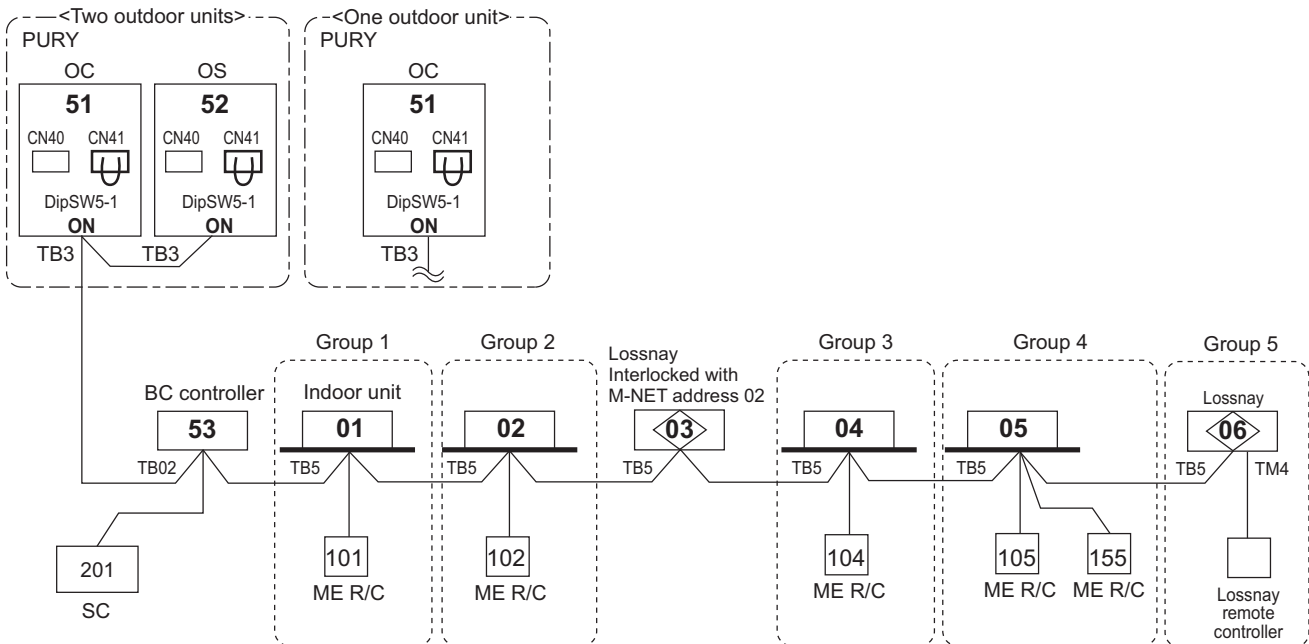 <Two outdoor units>
PURY
OC
OS
51
52
CN40
CN41
CN40
CN41
DipSW5-1
ON
DipSW5-1
ON
TB3
TB3
<One outdoor unit>
PURY
OC
51
CN40
CN41
DipSW5-1
ON
TB3
BC controller
53
TB02
201
SC
Group 1
Indoor unit
01
TB5
101
ME R/C
Group 2
02
TB5
102
ME R/C
Lossnay
Interlocked with
M-NET address 02
03
TB5
Group 3
04
TB5
104
ME R/C
Group 4
05
TB5
105
155
ME R/C
ME R/C
Group 5
Lossnay
06
TB5
TM4
Lossnay
remote
controller